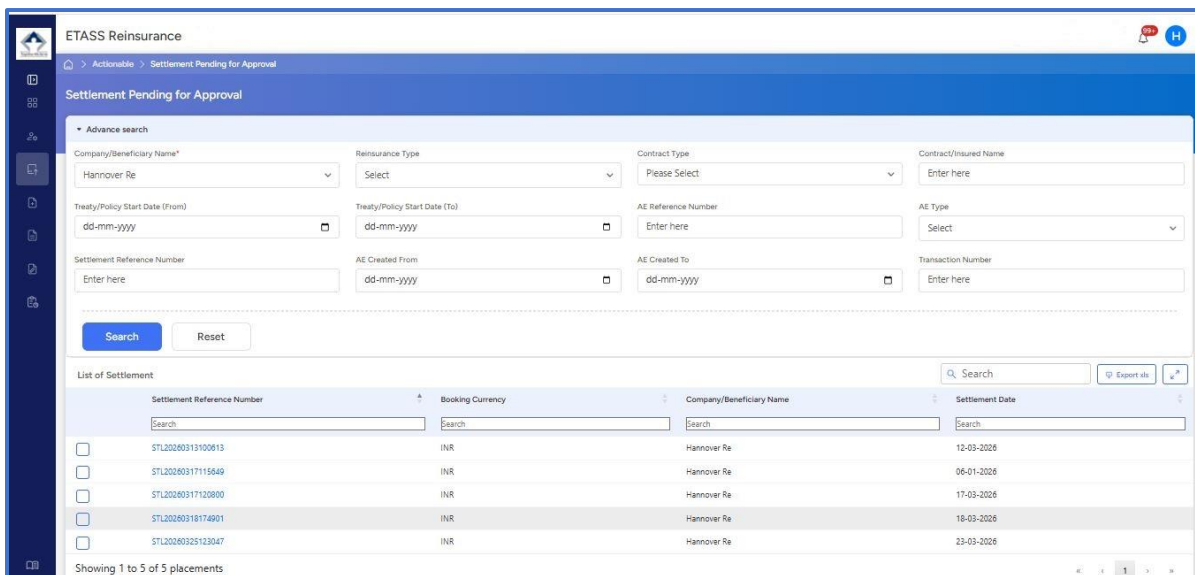 ETASS Reinsurance
99+
H
> Actionable > Settlement Pending for Approval
Settlement Pending for Approval
Advance search
Company/Beneficiary Name* Reinsurance Type Contract Type Contract/Insured Name
Hannover Re Select Please Select Enter here
Treaty/Policy Start Date (From) Treaty/Policy Start Date (To) AE Reference Number AE Type
dd-mm-yyyy dd-mm-yyyy Enter here Select
Settlement Reference Number AE Created From AE Created To Transaction Number
Enter here dd-mm-yyyy dd-mm-yyyy Enter here
Search Reset
List of Settlement Search Export xls
Settlement Reference Number Booking Currency Company/Beneficiary Name Settlement Date
Search Search Search Search
STL20260313100613 INR Hannover Re 12-03-2026
STL20260317115649 INR Hannover Re 06-01-2026
STL20260317120800 INR Hannover Re 17-03-2026
STL20260318174901 INR Hannover Re 18-03-2026
STL20260325123047 INR Hannover Re 23-03-2026
Showing 1 to 5 of 5 placements « ‹ 1 › »